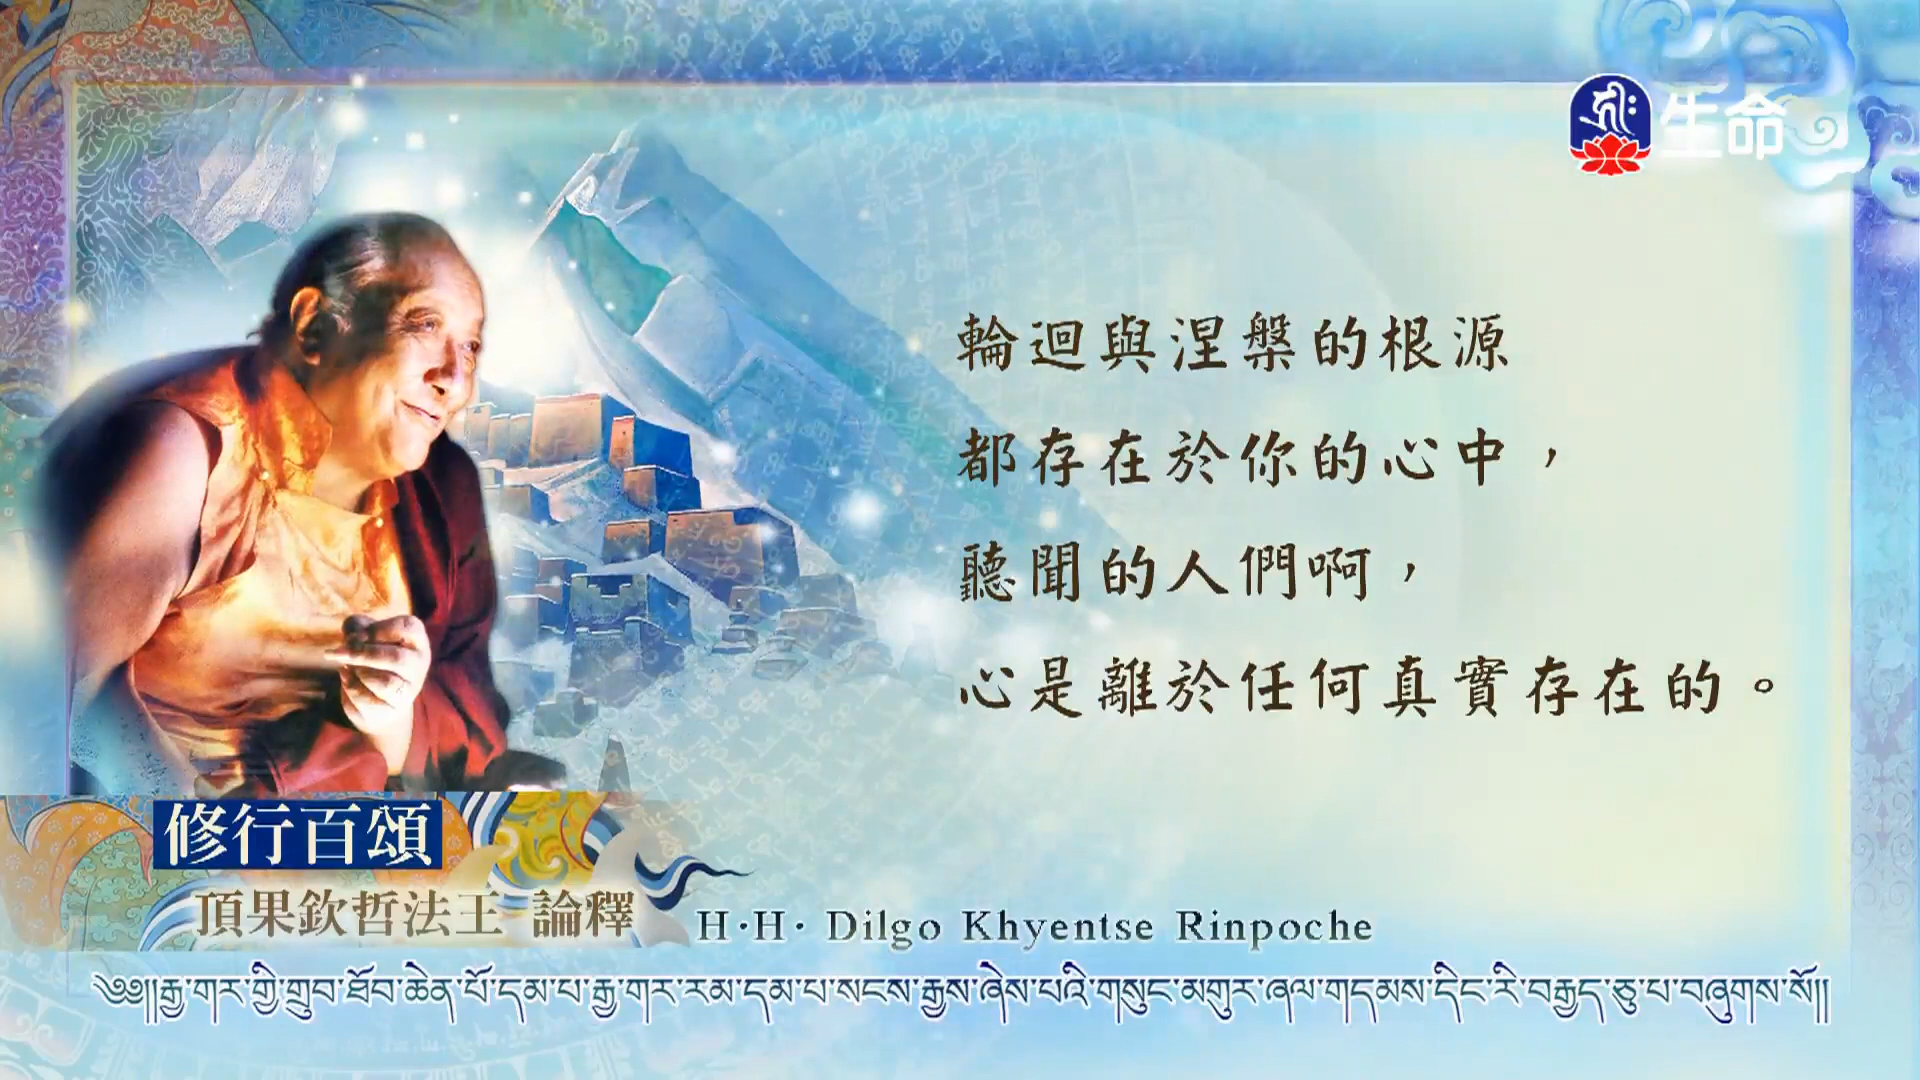 生命
輪迴與涅槃的根源
都存在於你的心中，
聽聞的人們啊，
心是離於任何真實存在的。
修行百頌
頂果欽哲法王 論釋
H·H· Dilgo Khyentse Rinpoche
༄༅།།རྒྱ་གར་གྱི་གྲུབ་ཐོབ་ཆེན་པོ་དམ་པ་རྒྱ་གར་རམ་དམ་པ་སངས་རྒྱས་ཞེས་པའི་གསུང་མགུར་ཞལ་གདམས་དིང་རི་བརྒྱད་ཅུ་པ་བཞུགས་སོ།།